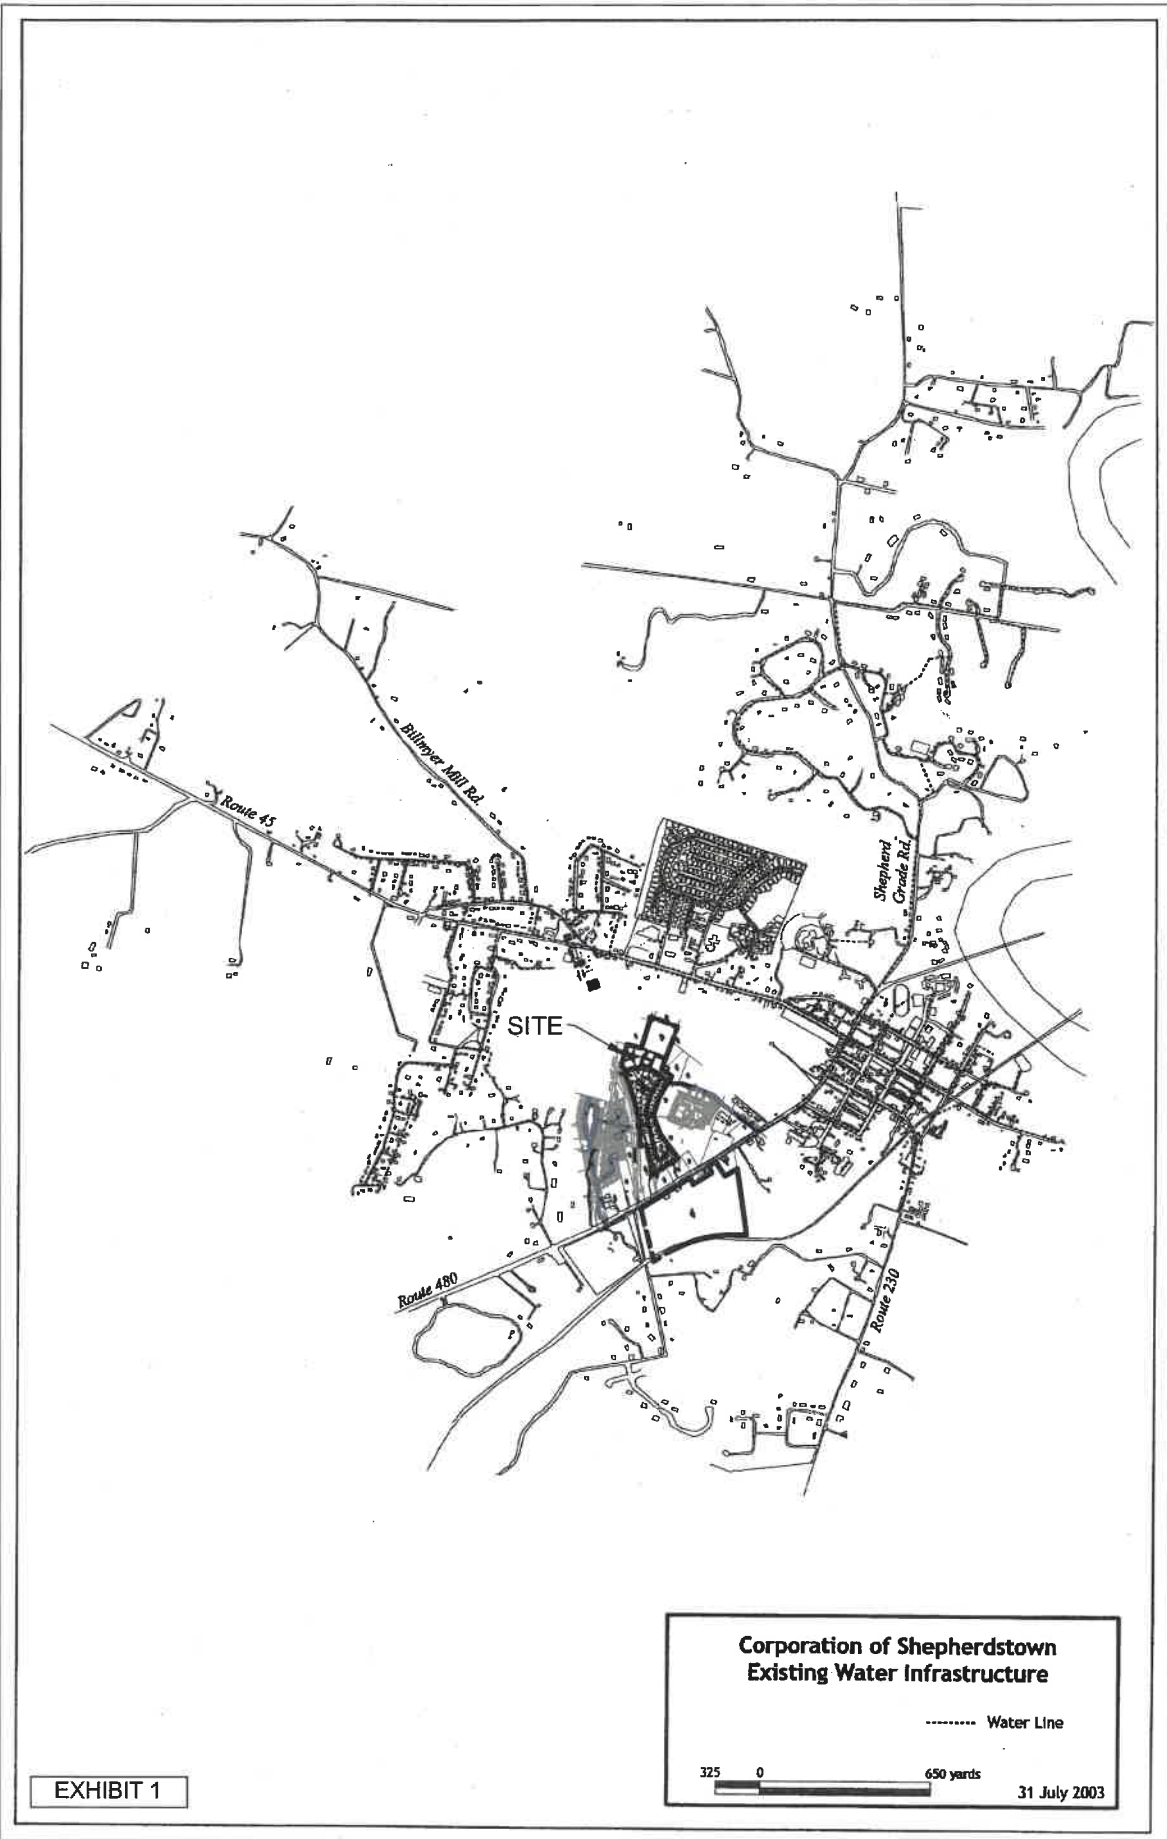 Billmyer Mill Rd.
Route 45
Shepherd
Grade Rd.
SITE
Route 480
Route 230
Corporation of Shepherdstown
Existing Water Infrastructure
Water Line
325 0 650 yards
31 July 2003
EXHIBIT 1